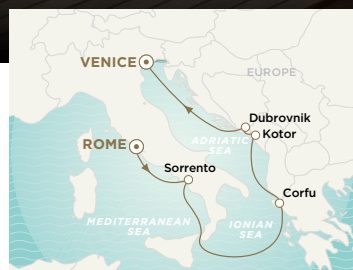 VENICE
EUROPE
Dubrovnik
Kotor
ADRIATIC
SEA
ROME
Sorrento
Corfu
MEDITERRANEAN
SEA
IONIAN
SEA